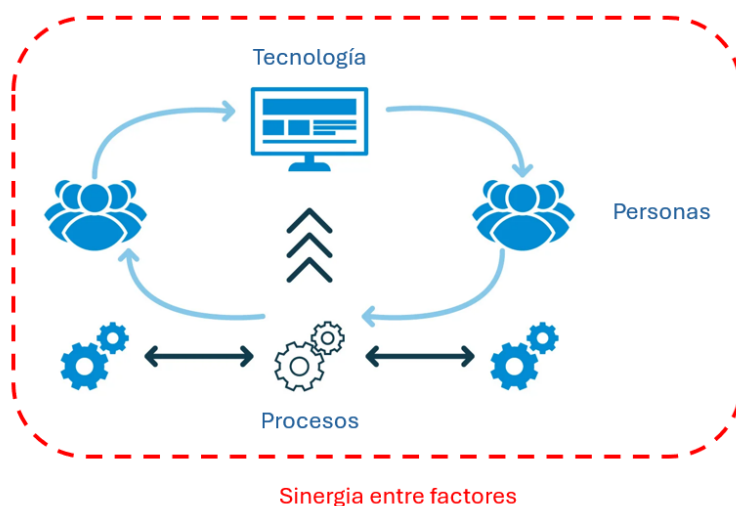 Tecnología
Personas
Procesos
Sinergia entre factores